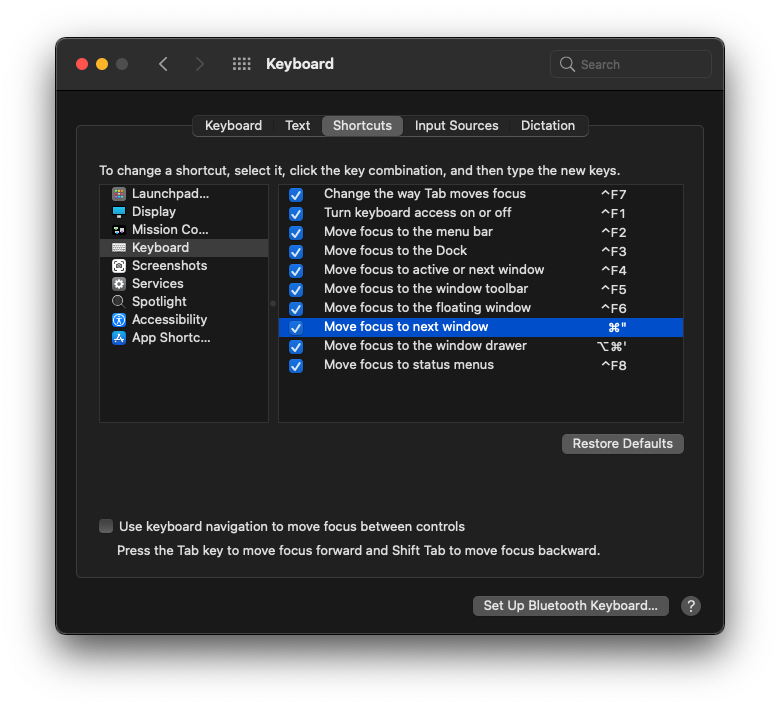 Keyboard
Search
Keyboard Text Shortcuts Input Sources Dictation
To change a shortcut, select it, click the key combination, and then type the new keys.
Launchpad...
Display
Mission Co...
Keyboard
Screenshots
Services
Spotlight
Accessibility
App Shortc...
Change the way Tab moves focus ^F7
Turn keyboard access on or off ^F1
Move focus to the menu bar ^F2
Move focus to the Dock ^F3
Move focus to active or next window ^F4
Move focus to the window toolbar ^F5
Move focus to the floating window ^F6
Move focus to next window ⌘"
Move focus to the window drawer ⌥⌘'
Move focus to status menus ^F8
Restore Defaults
Use keyboard navigation to move focus between controls
Press the Tab key to move focus forward and Shift Tab to move focus backward.
Set Up Bluetooth Keyboard... ?